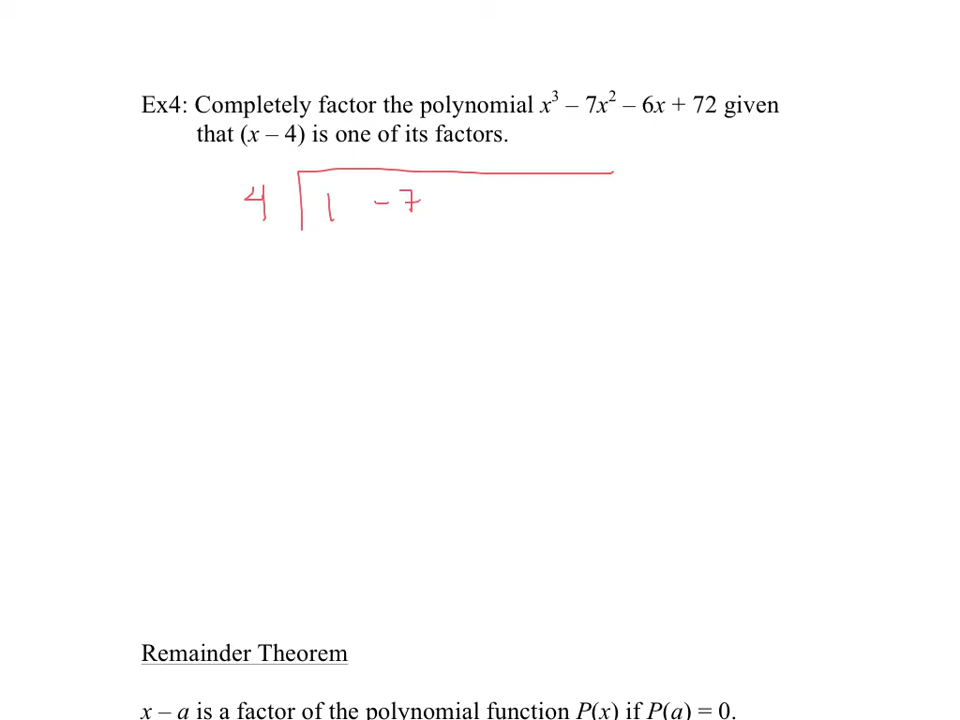 Ex4: Completely factor the polynomial x³ – 7x² – 6x + 72 given
that (x – 4) is one of its factors.
4 1 -7
Remainder Theorem
x – a is a factor of the polynomial function P(x) if P(a) = 0.